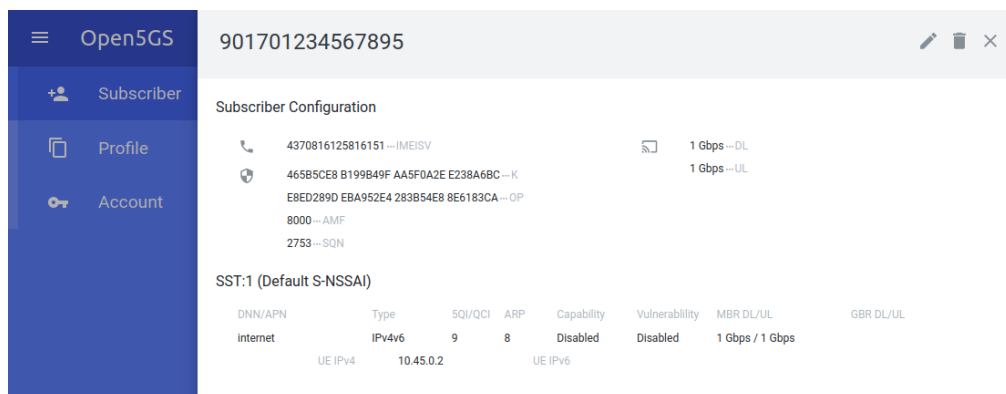 Open5GS
Subscriber
Profile
Account
901701234567895
Subscriber Configuration
4370816125816151---IMEISV
465B5CE8 B199B49F AA5F0A2E E238A6BC---K
E8ED289D EBA952E4 283B54E8 8E6183CA---OP
8000---AMF
2753---SQN
1 Gbps---DL
1 Gbps---UL
SST:1 (Default S-NSSAI)
DNN/APN Type 5QI/QCI ARP Capability Vulnerablility MBR DL/UL GBR DL/UL
internet IPv4v6 9 8 Disabled Disabled 1 Gbps / 1 Gbps
UE IPv4 10.45.0.2 UE IPv6